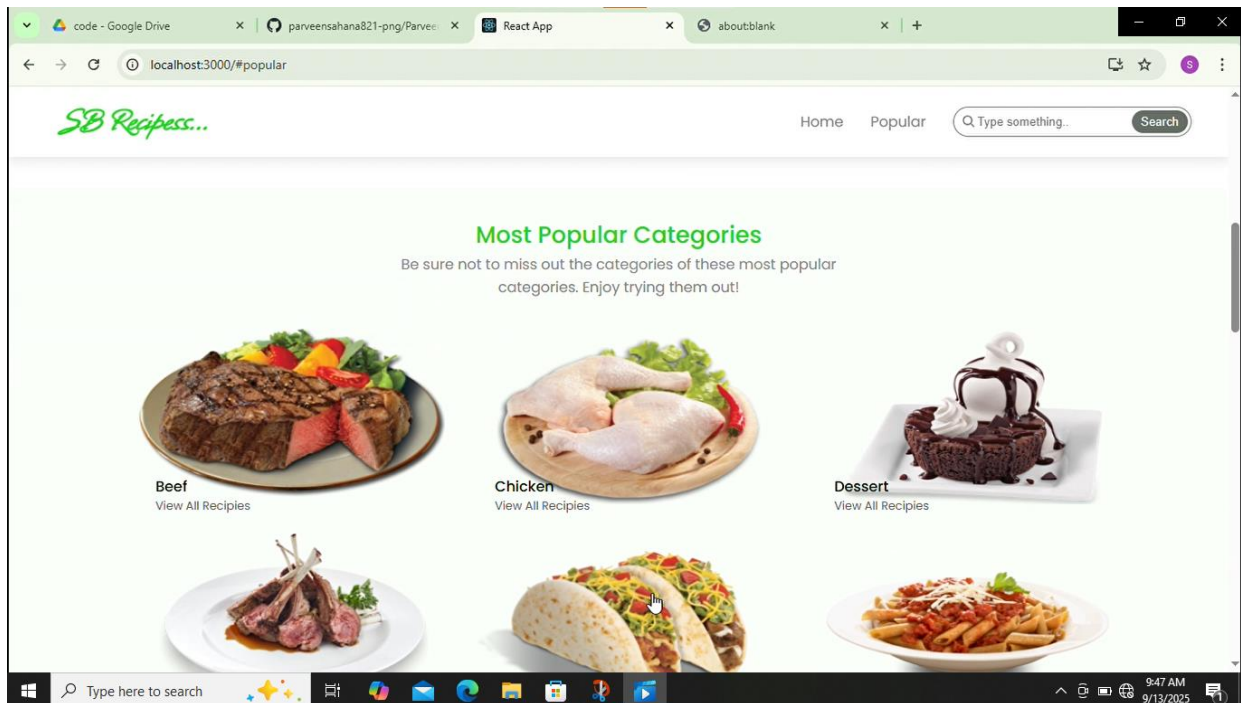 code - Google Drive
parveensahana821-png/Parvee
React App
about:blank
localhost:3000/#popular
S
SB Recipess...
Home
Popular
Type something..
Search
Most Popular Categories
Be sure not to miss out the categories of these most popular
categories. Enjoy trying them out!
Beef
View All Recipies
Chicken
View All Recipies
Dessert
View All Recipies
Type here to search
9:47 AM
9/13/2025
1